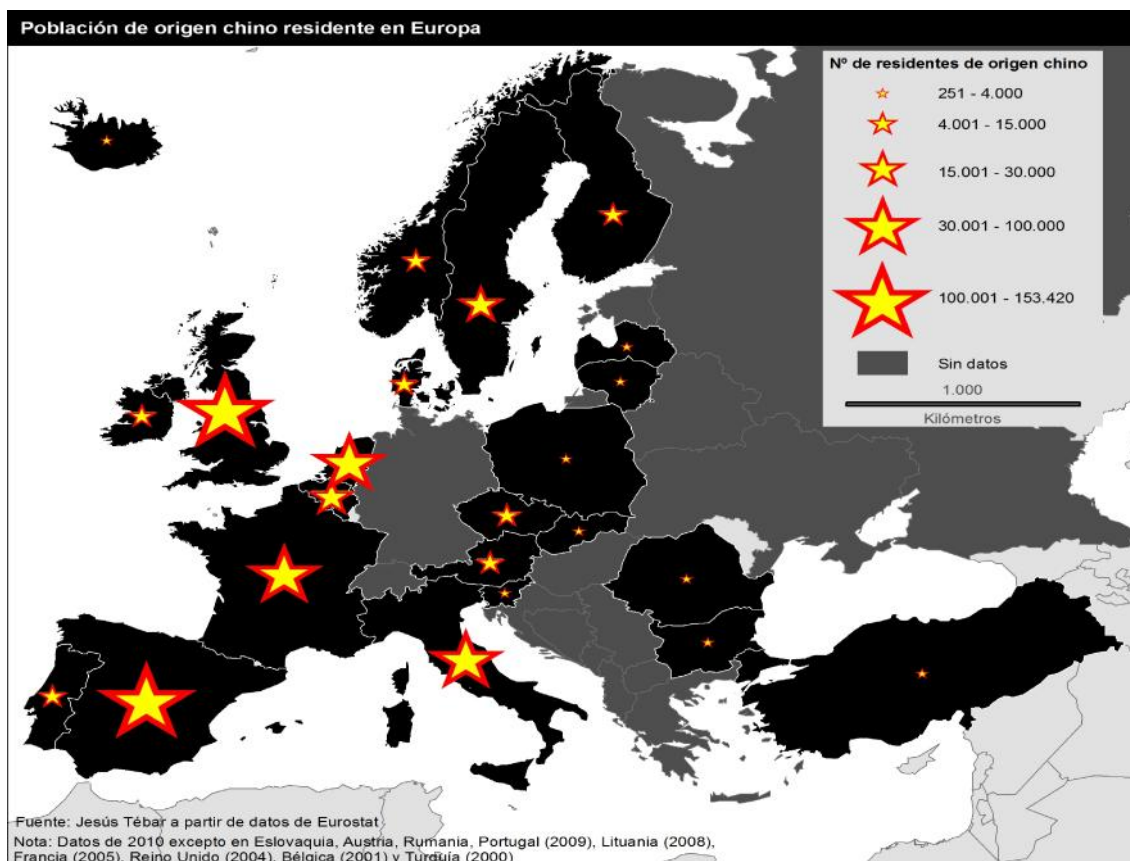 Población de origen chino residente en Europa
Nº de residentes de origen chino
251 - 4.000
4.001 - 15.000
15.001 - 30.000
30.001 - 100.000
100.001 - 153.420
Sin datos
1.000
Kilómetros
Fuente: Jesús Tébar a partir de datos de Eurostat
Nota: Datos de 2010 excepto en Eslovaquia, Austria, Rumania, Portugal (2009), Lituania (2008),
Francia (2005), Reino Unido (2004), Bélgica (2001) y Turquía (2000)